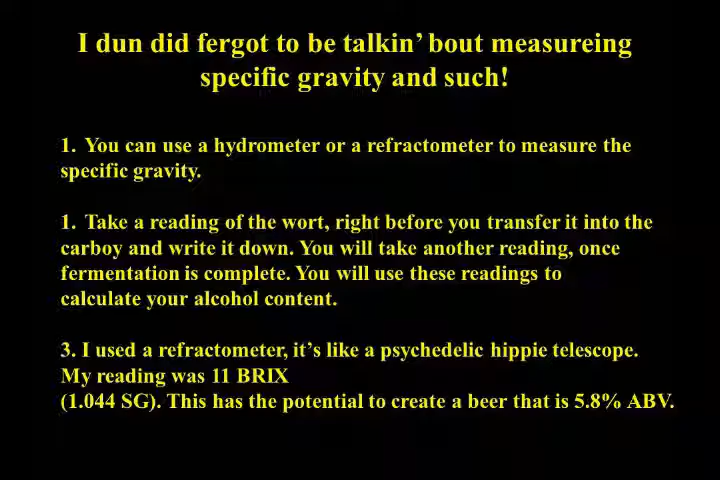 I dun did fergot to be talkin’ bout measureing
specific gravity and such!
1. You can use a hydrometer or a refractometer to measure the
specific gravity.
1. Take a reading of the wort, right before you transfer it into the
carboy and write it down. You will take another reading, once
fermentation is complete. You will use these readings to
calculate your alcohol content.
3. I used a refractometer, it’s like a psychedelic hippie telescope.
My reading was 11 BRIX
(1.044 SG). This has the potential to create a beer that is 5.8% ABV.